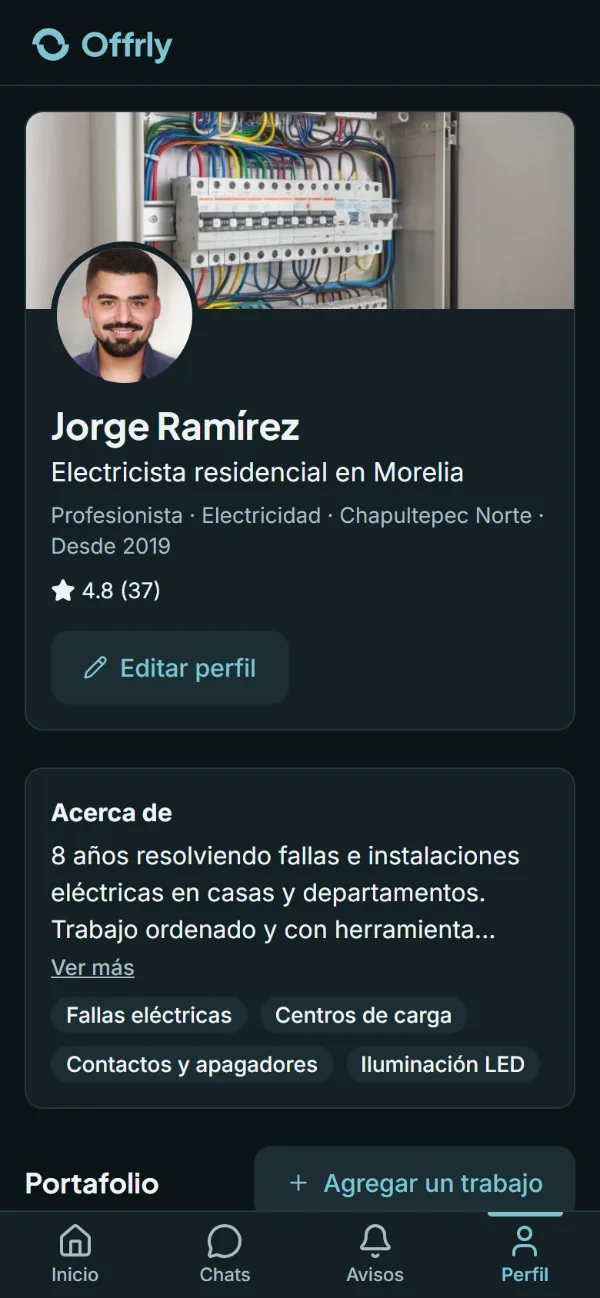 Offrly
Jorge Ramírez
Electricista residencial en Morelia
Profesionista · Electricidad · Chapultepec Norte ·
Desde 2019
4.8 (37)
Editar perfil
Acerca de
8 años resolviendo fallas e instalaciones
eléctricas en casas y departamentos.
Trabajo ordenado y con herramienta...
Ver más
Fallas eléctricas
Centros de carga
Contactos y apagadores
Iluminación LED
Portafolio
+ Agregar un trabajo
Inicio
Chats
Avisos
Perfil